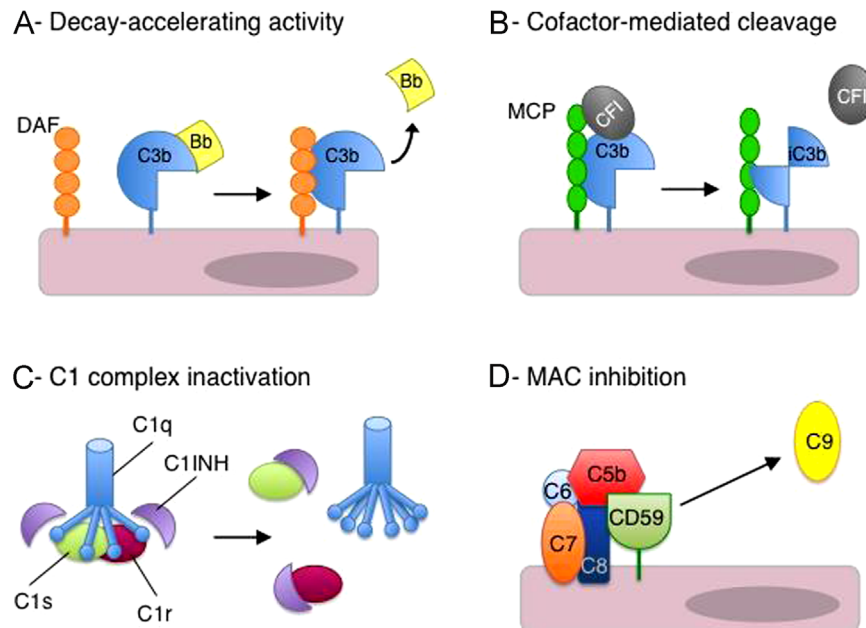 A- Decay-accelerating activity
DAF
C3b
Bb
C3b
Bb
B- Cofactor-mediated cleavage
MCP
CFI
C3b
iC3b
CFI
C- C1 complex inactivation
C1q
C1INH
C1s
C1r
D- MAC inhibition
C9
C5b
C6
CD59
C7
C8